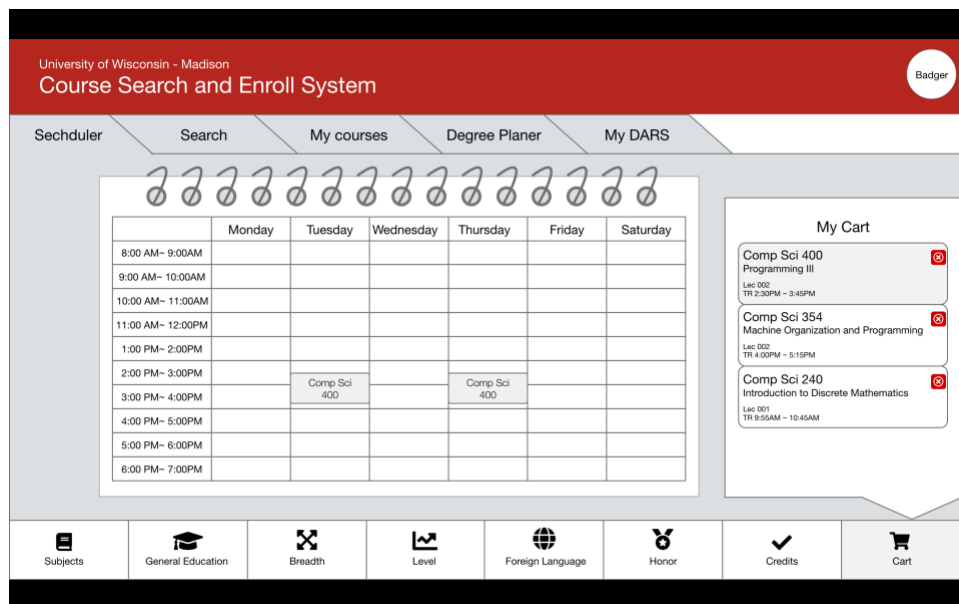 University of Wisconsin - Madison
Course Search and Enroll System
Badger
Sechduler
Search
My courses
Degree Planer
My DARS
Monday
Tuesday
Wednesday
Thursday
Friday
Saturday
8:00 AM~ 9:00AM
9:00 AM~ 10:00AM
10:00 AM~ 11:00AM
11:00 AM~ 12:00PM
1:00 PM~ 2:00PM
2:00 PM~ 3:00PM
3:00 PM~ 4:00PM
4:00 PM~ 5:00PM
5:00 PM~ 6:00PM
6:00 PM~ 7:00PM
Comp Sci
400
Comp Sci
400
My Cart
Comp Sci 400
Programming III
Lec 002
TR 2:30PM – 3:45PM
Comp Sci 354
Machine Organization and Programming
Lec 002
TR 4:00PM – 5:15PM
Comp Sci 240
Introduction to Discrete Mathematics
Lec 001
TR 9:55AM – 10:45AM
Subjects
General Education
Breadth
Level
Foreign Language
Honor
Credits
Cart